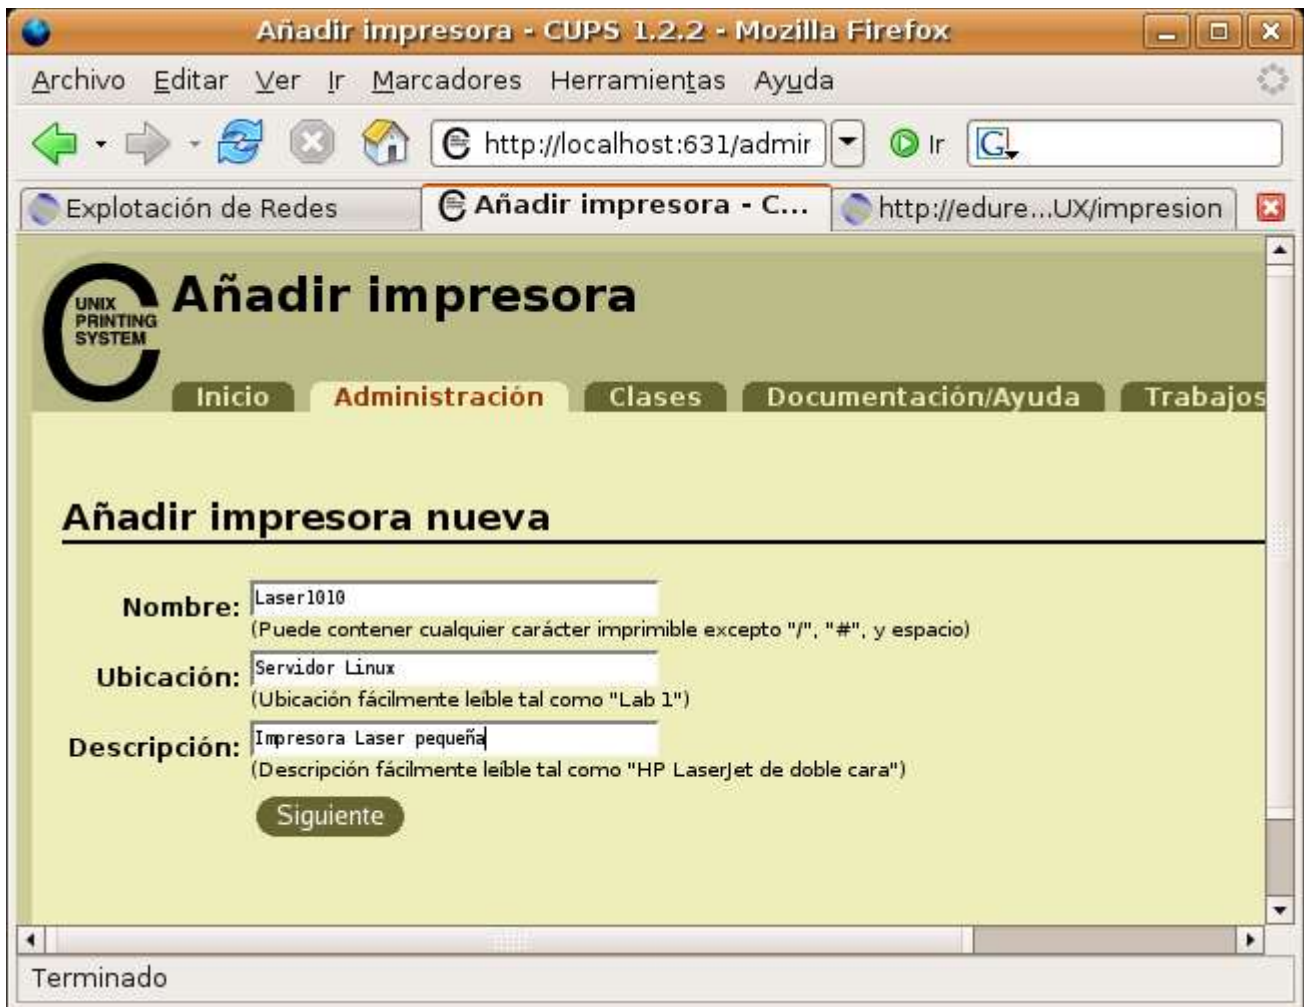 Añadir impresora - CUPS 1.2.2 - Mozilla Firefox
Archivo Editar Ver Ir Marcadores Herramientas Ayuda
http://localhost:631/admir Ir G
Explotación de Redes Añadir impresora - C... http://edure...UX/impresion
UNIX
PRINTING
SYSTEM
Añadir impresora
Inicio Administración Clases Documentación/Ayuda Trabajos
Añadir impresora nueva
Nombre: Laser1010
(Puede contener cualquier carácter imprimible excepto "/", "#", y espacio)
Ubicación: Servidor Linux
(Ubicación fácilmente leíble tal como "Lab 1")
Descripción: Impresora Laser pequeña
(Descripción fácilmente leíble tal como "HP LaserJet de doble cara")
Siguiente
Terminado